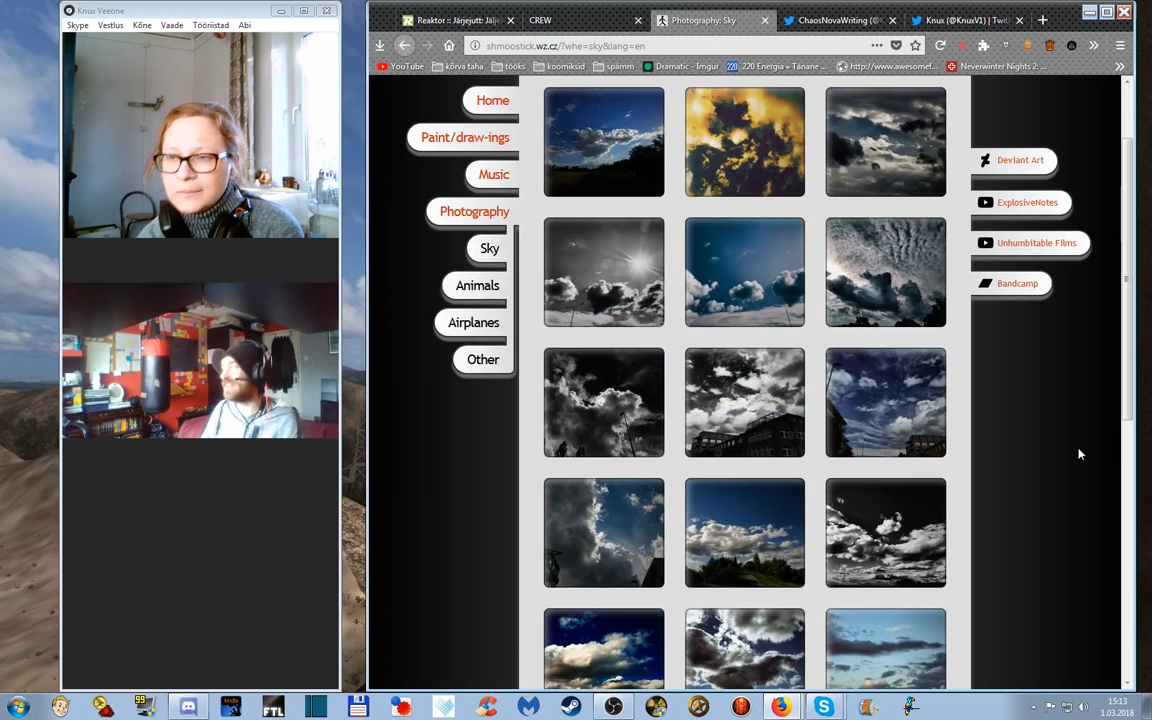 Knux Veeone
Skype Vestlus Kõne Vaade Tööriistad Abi
Reaktor :: Järjejutt: Jälje
CREW
Photography: Sky
ChaosNovaWriting (@
Knux (@KnuxV1) | Twit
shmoostick.wz.cz/?whe=sky&lang=en
YouTube
kõrva taha
tööks
koomiksid
spämm
Dramatic - Imgur
220 Energia » Tänane ...
http://www.awesomef...
Neverwinter Nights 2: ...
Home
Paint/draw-ings
Music
Photography
Sky
Animals
Airplanes
Other
Deviant Art
ExplosiveNotes
Unhumbitable Films
Bandcamp
99
kindle
FTL
15:13
1.03.2018